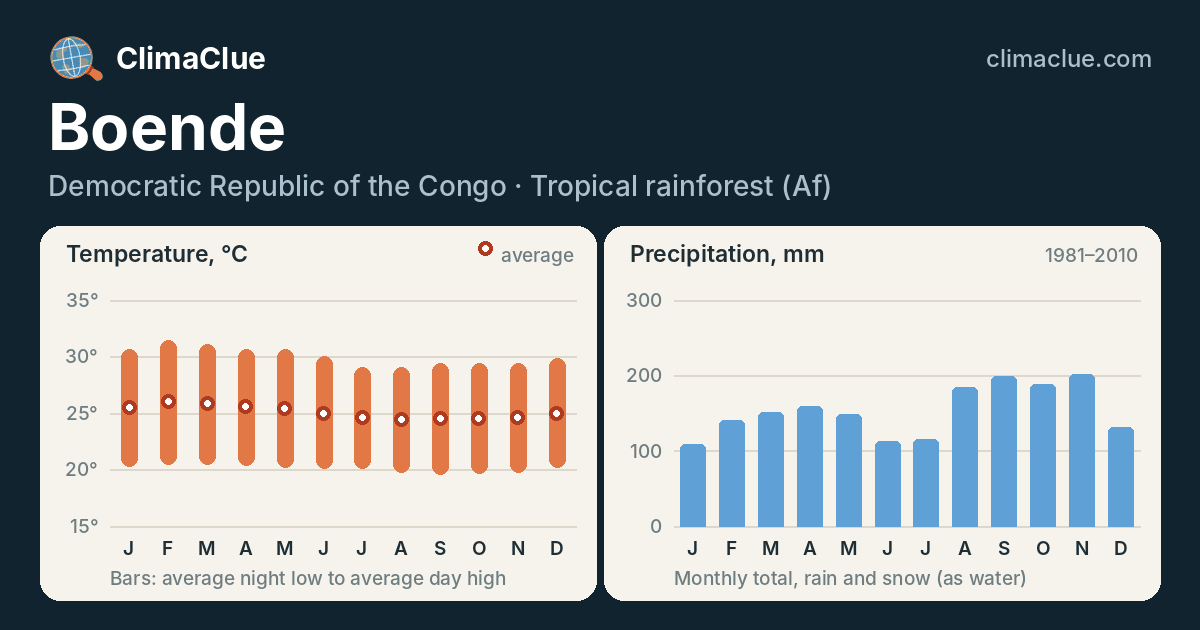 ClimaClue
climaclue.com
Boende
Democratic Republic of the Congo · Tropical rainforest (Af)
Temperature, °C
average
35°
30°
25°
20°
15°
J F M A M J J A S O N D
Bars: average night low to average day high
Precipitation, mm
1981–2010
300
200
100
0
J F M A M J J A S O N D
Monthly total, rain and snow (as water)